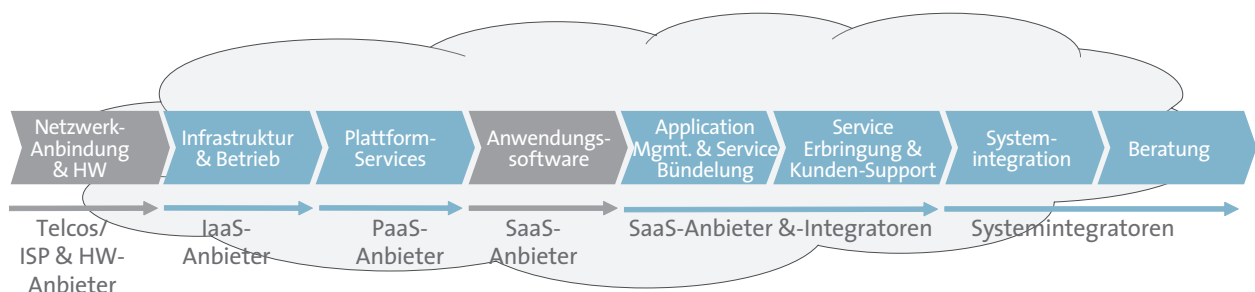 Netzwerk-
Anbindung
& HW
Infrastruktur
& Betrieb
Plattform-
Services
Anwendungs-
software
Application
Mgmt. & Service
Bündelung
Service
Erbringung &
Kunden-Support
System-
integration
Beratung
Telcos/
ISP & HW-
Anbieter
IaaS-
Anbieter
PaaS-
Anbieter
SaaS-
Anbieter
SaaS-Anbieter &-Integratoren
Systemintegratoren